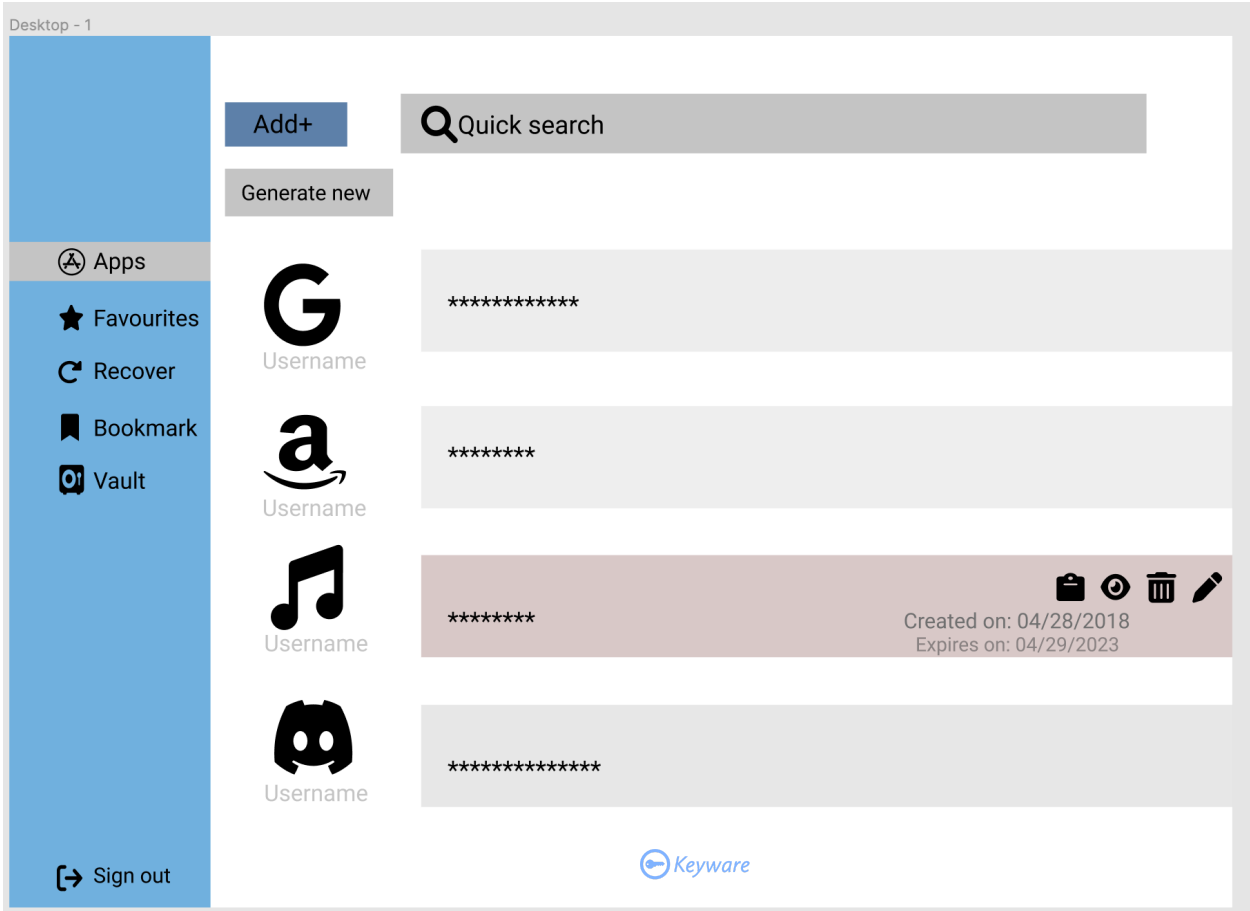 Desktop - 1
Add+
Quick search
Generate new
Apps
Favourites
Recover
Bookmark
Vault
Sign out
************
Username
********
Username
********
Created on: 04/28/2018
Expires on: 04/29/2023
Username
**************
Username
Keyware